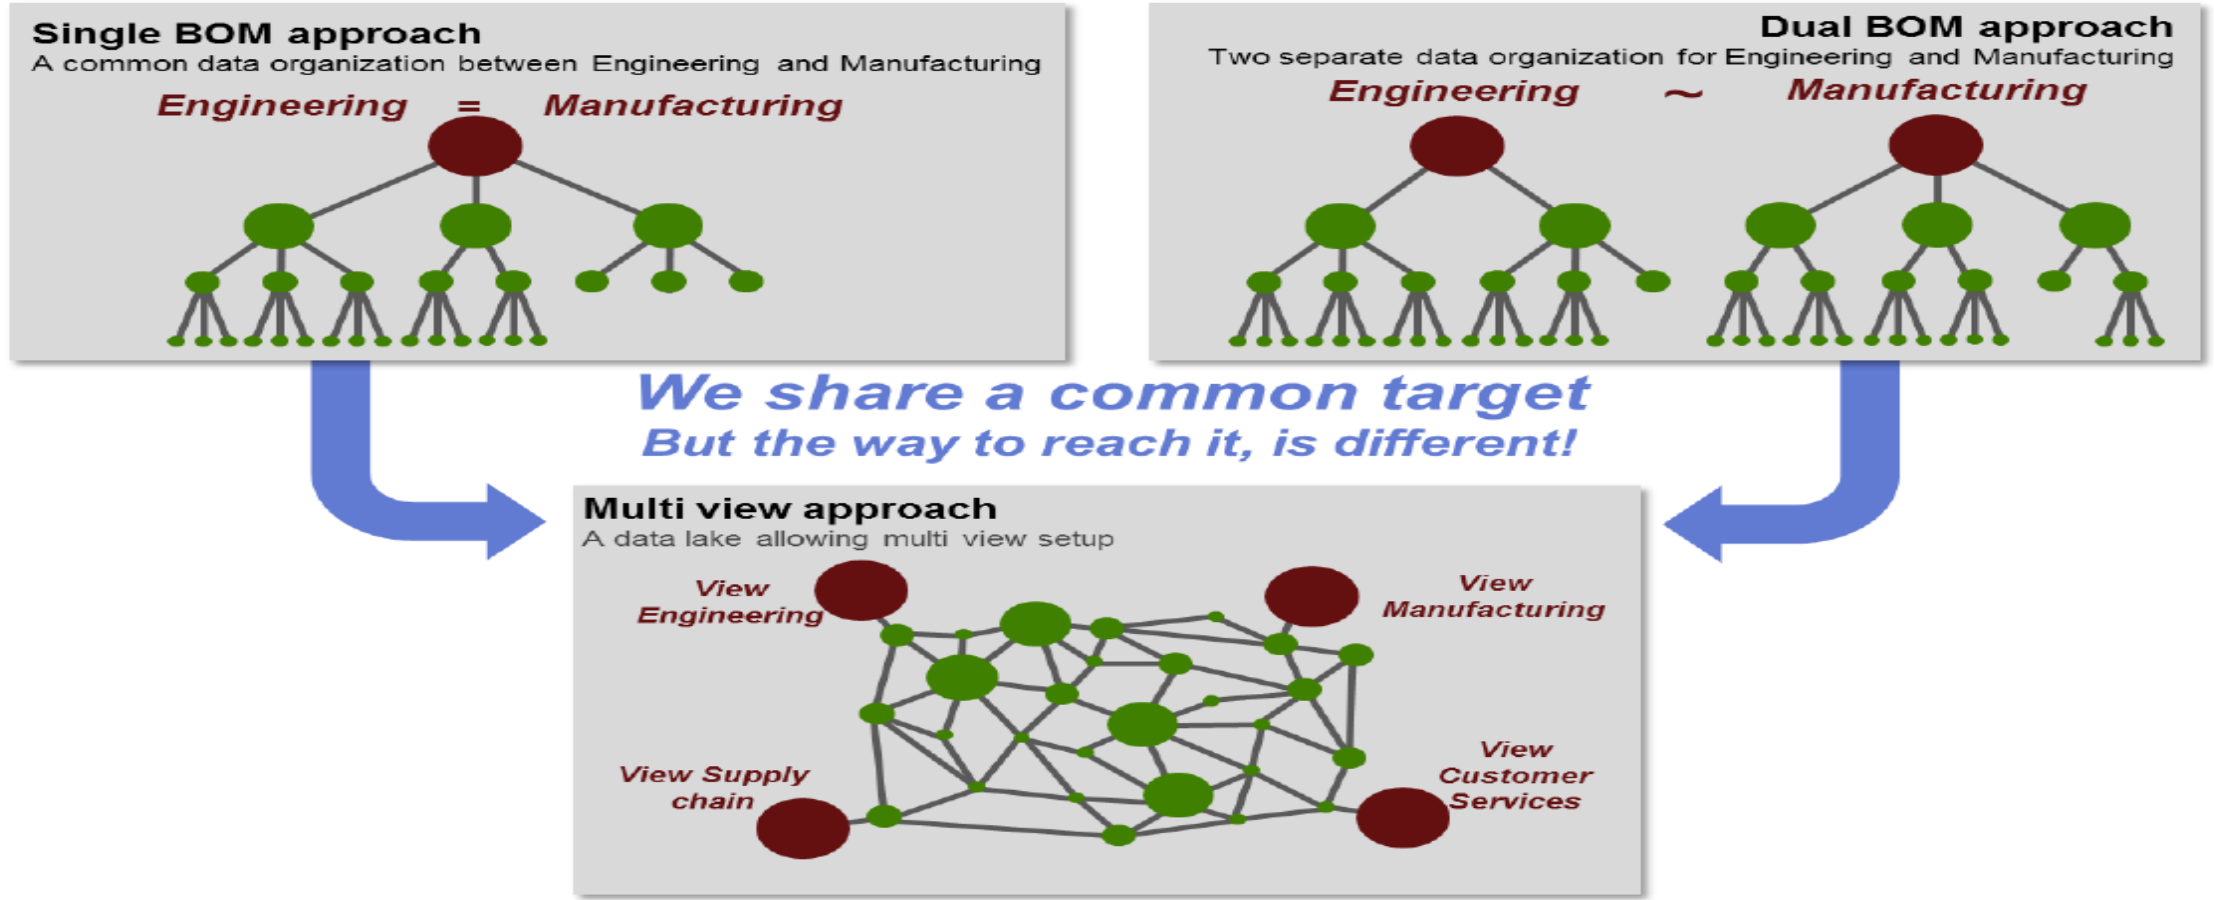 Single BOM approach
A common data organization between Engineering and Manufacturing
Engineering = Manufacturing
Dual BOM approach
Two separate data organization for Engineering and Manufacturing
Engineering ~ Manufacturing
We share a common target
But the way to reach it, is different!
Multi view approach
A data lake allowing multi view setup
View
Engineering
View
Manufacturing
View Supply
chain
View
Customer
Services